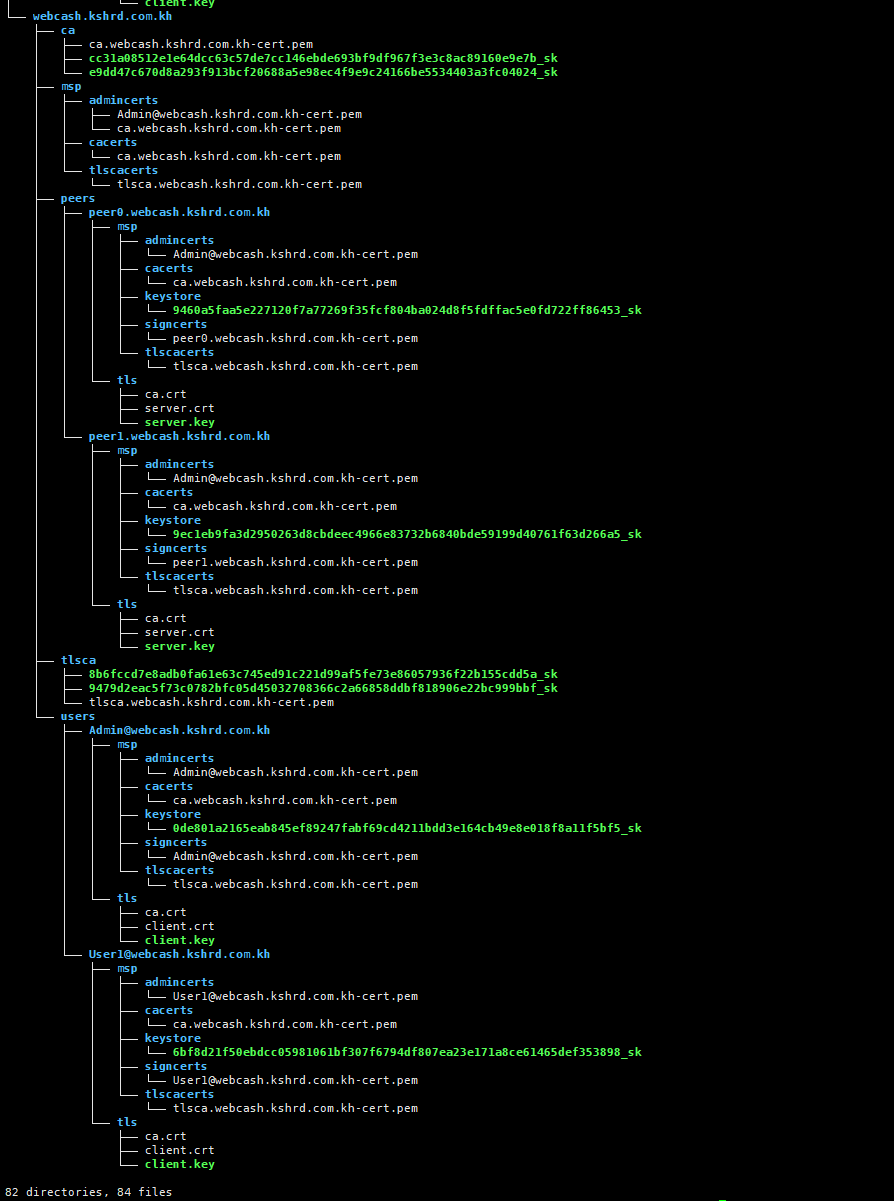 client.key
webcash.kshrd.com.kh
ca
ca.webcash.kshrd.com.kh-cert.pem
cc31a08512e1e64dcc63c57de7cc146ebde693bf9df967f3e3c8ac89160e9e7b_sk
e9dd47c670d8a293f913bcf20688a5e98ec4f9e9c24166be5534403a3fc04024_sk
msp
admincerts
Admin@webcash.kshrd.com.kh-cert.pem
ca.webcash.kshrd.com.kh-cert.pem
cacerts
ca.webcash.kshrd.com.kh-cert.pem
tlscacerts
tlsca.webcash.kshrd.com.kh-cert.pem
peers
peer0.webcash.kshrd.com.kh
msp
admincerts
Admin@webcash.kshrd.com.kh-cert.pem
cacerts
ca.webcash.kshrd.com.kh-cert.pem
keystore
9460a5faa5e227120f7a77269f35fcf804ba024d8f5fdffac5e0fd722ff86453_sk
signcerts
peer0.webcash.kshrd.com.kh-cert.pem
tlscacerts
tlsca.webcash.kshrd.com.kh-cert.pem
tls
ca.crt
server.crt
server.key
peer1.webcash.kshrd.com.kh
msp
admincerts
Admin@webcash.kshrd.com.kh-cert.pem
cacerts
ca.webcash.kshrd.com.kh-cert.pem
keystore
9ec1eb9fa3d2950263d8cbdeec4966e83732b6840bde59199d40761f63d266a5_sk
signcerts
peer1.webcash.kshrd.com.kh-cert.pem
tlscacerts
tlsca.webcash.kshrd.com.kh-cert.pem
tls
ca.crt
server.crt
server.key
tlsca
8b6fccd7e8adb0fa61e63c745ed91c221d99af5fe73e86057936f22b155cdd5a_sk
9479d2eac5f73c0782bfc05d45032708366c2a66858ddbf818906e22bc999bbf_sk
tlsca.webcash.kshrd.com.kh-cert.pem
users
Admin@webcash.kshrd.com.kh
msp
admincerts
Admin@webcash.kshrd.com.kh-cert.pem
cacerts
ca.webcash.kshrd.com.kh-cert.pem
keystore
0de801a2165eab845ef89247fabf69cd4211bdd3e164cb49e8e018f8a11f5bf5_sk
signcerts
Admin@webcash.kshrd.com.kh-cert.pem
tlscacerts
tlsca.webcash.kshrd.com.kh-cert.pem
tls
ca.crt
client.crt
client.key
User1@webcash.kshrd.com.kh
msp
admincerts
User1@webcash.kshrd.com.kh-cert.pem
cacerts
ca.webcash.kshrd.com.kh-cert.pem
keystore
6bf8d21f50ebdcc05981061bf307f6794df807ea23e171a8ce61465def353898_sk
signcerts
User1@webcash.kshrd.com.kh-cert.pem
tlscacerts
tlsca.webcash.kshrd.com.kh-cert.pem
tls
ca.crt
client.crt
client.key
82 directories, 84 files